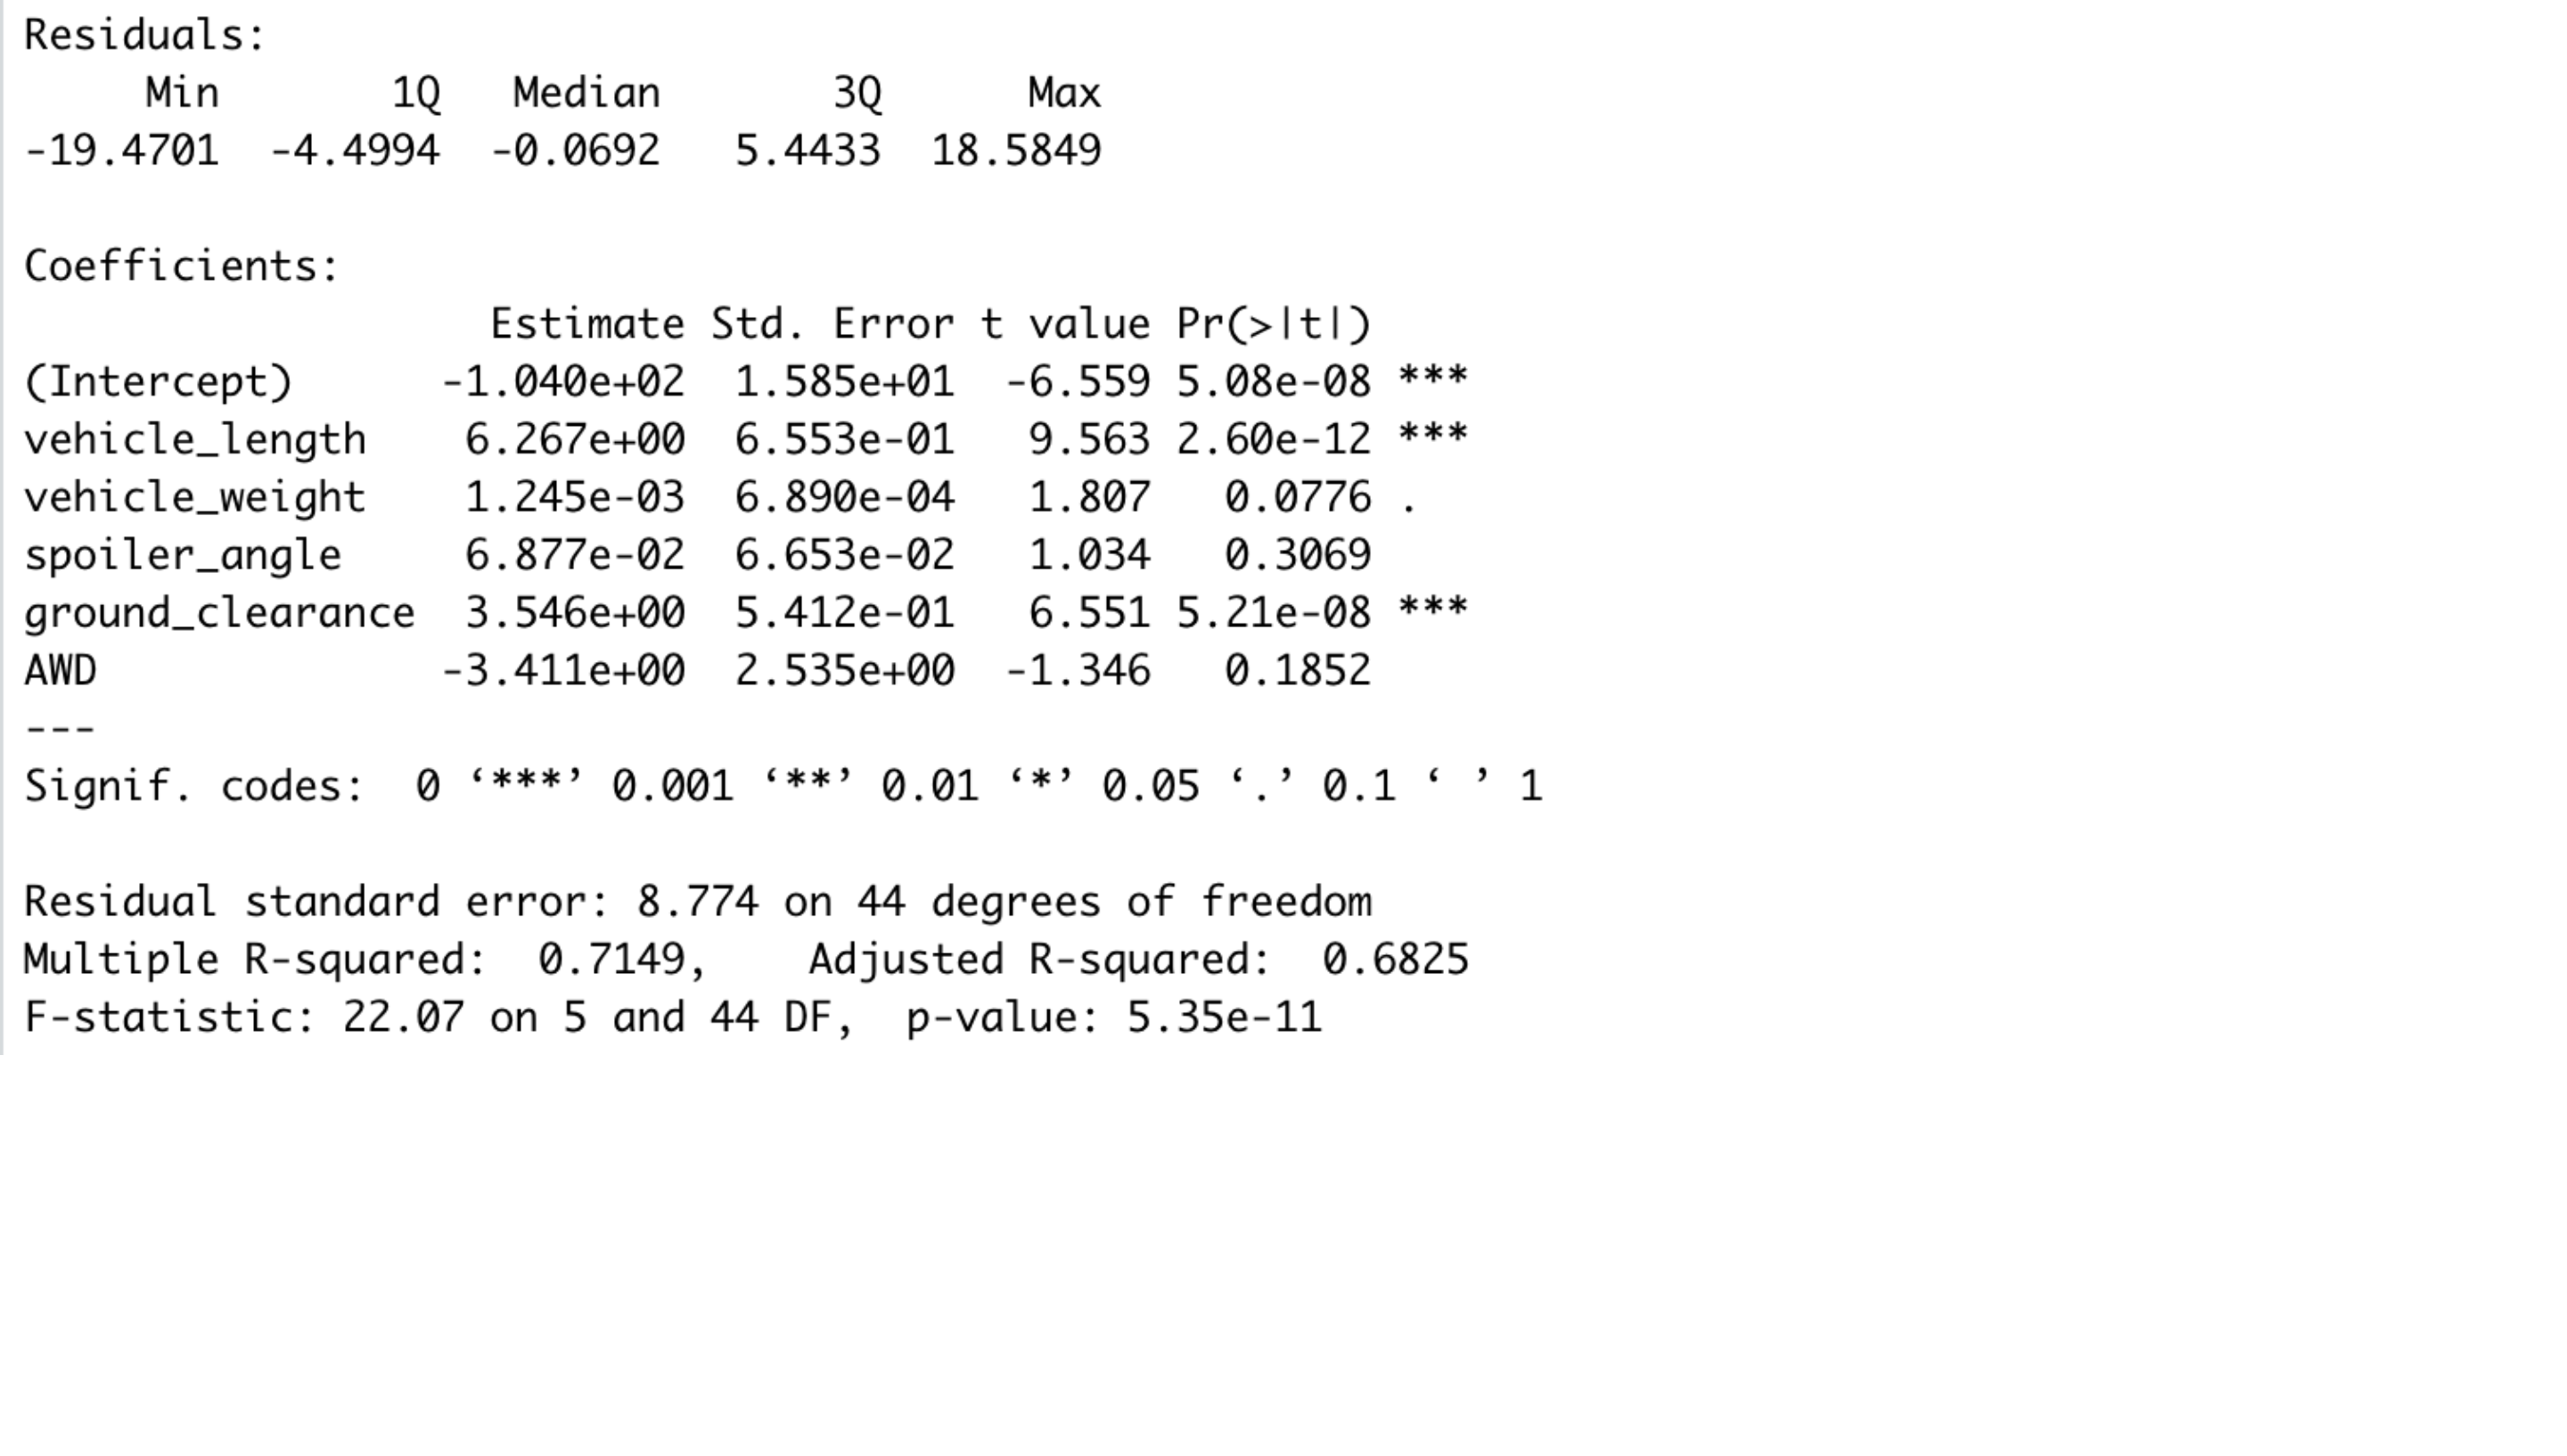 Residuals:
     Min       1Q   Median       3Q      Max
-19.4701  -4.4994  -0.0692   5.4433  18.5849

Coefficients:
                   Estimate Std. Error t value Pr(>|t|)
(Intercept)      -1.040e+02  1.585e+01  -6.559 5.08e-08 ***
vehicle_length    6.267e+00  6.553e-01   9.563 2.60e-12 ***
vehicle_weight    1.245e-03  6.890e-04   1.807   0.0776 .
spoiler_angle     6.877e-02  6.653e-02   1.034   0.3069
ground_clearance  3.546e+00  5.412e-01   6.551 5.21e-08 ***
AWD              -3.411e+00  2.535e+00  -1.346   0.1852
---
Signif. codes:  0 ‘***’ 0.001 ‘**’ 0.01 ‘*’ 0.05 ‘.’ 0.1 ‘ ’ 1

Residual standard error: 8.774 on 44 degrees of freedom
Multiple R-squared:  0.7149,    Adjusted R-squared:  0.6825
F-statistic: 22.07 on 5 and 44 DF,  p-value: 5.35e-11